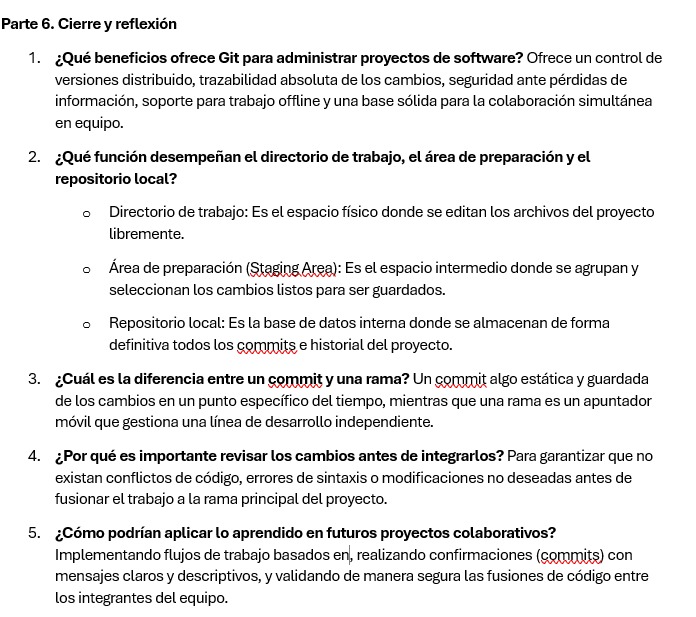 Parte 6. Cierre y reflexión
1. ¿Qué beneficios ofrece Git para administrar proyectos de software? Ofrece un control de
versiones distribuido, trazabilidad absoluta de los cambios, seguridad ante pérdidas de
información, soporte para trabajo offline y una base sólida para la colaboración simultánea
en equipo.
2. ¿Qué función desempeñan el directorio de trabajo, el área de preparación y el
repositorio local?
o Directorio de trabajo: Es el espacio físico donde se editan los archivos del proyecto
libremente.
o Área de preparación (Staging Area): Es el espacio intermedio donde se agrupan y
seleccionan los cambios listos para ser guardados.
o Repositorio local: Es la base de datos interna donde se almacenan de forma
definitiva todos los commits e historial del proyecto.
3. ¿Cuál es la diferencia entre un commit y una rama? Un commit algo estática y guardada
de los cambios en un punto específico del tiempo, mientras que una rama es un apuntador
móvil que gestiona una línea de desarrollo independiente.
4. ¿Por qué es importante revisar los cambios antes de integrarlos? Para garantizar que no
existan conflictos de código, errores de sintaxis o modificaciones no deseadas antes de
fusionar el trabajo a la rama principal del proyecto.
5. ¿Cómo podrían aplicar lo aprendido en futuros proyectos colaborativos?
Implementando flujos de trabajo basados en, realizando confirmaciones (commits) con
mensajes claros y descriptivos, y validando de manera segura las fusiones de código entre
los integrantes del equipo.